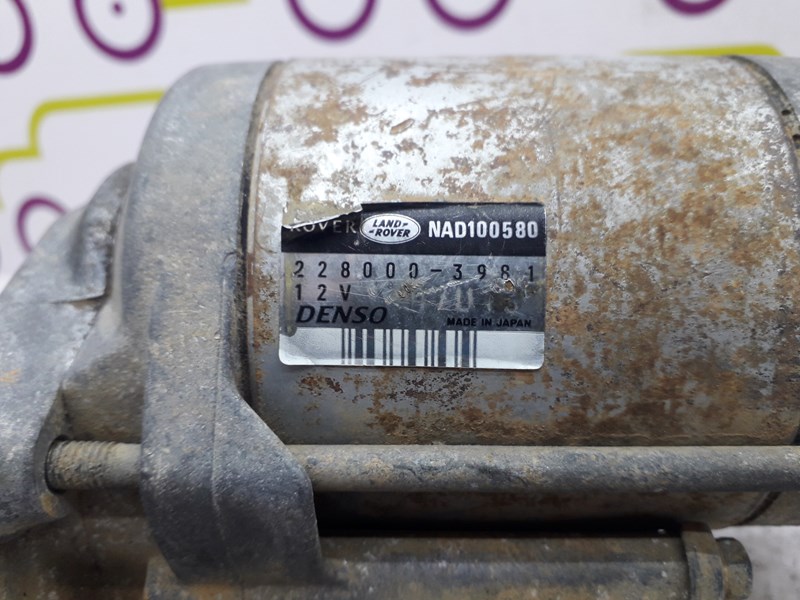 ROVER LAND ROVER NAD100580
228000-3981
12V
DENSO MADE IN JAPAN